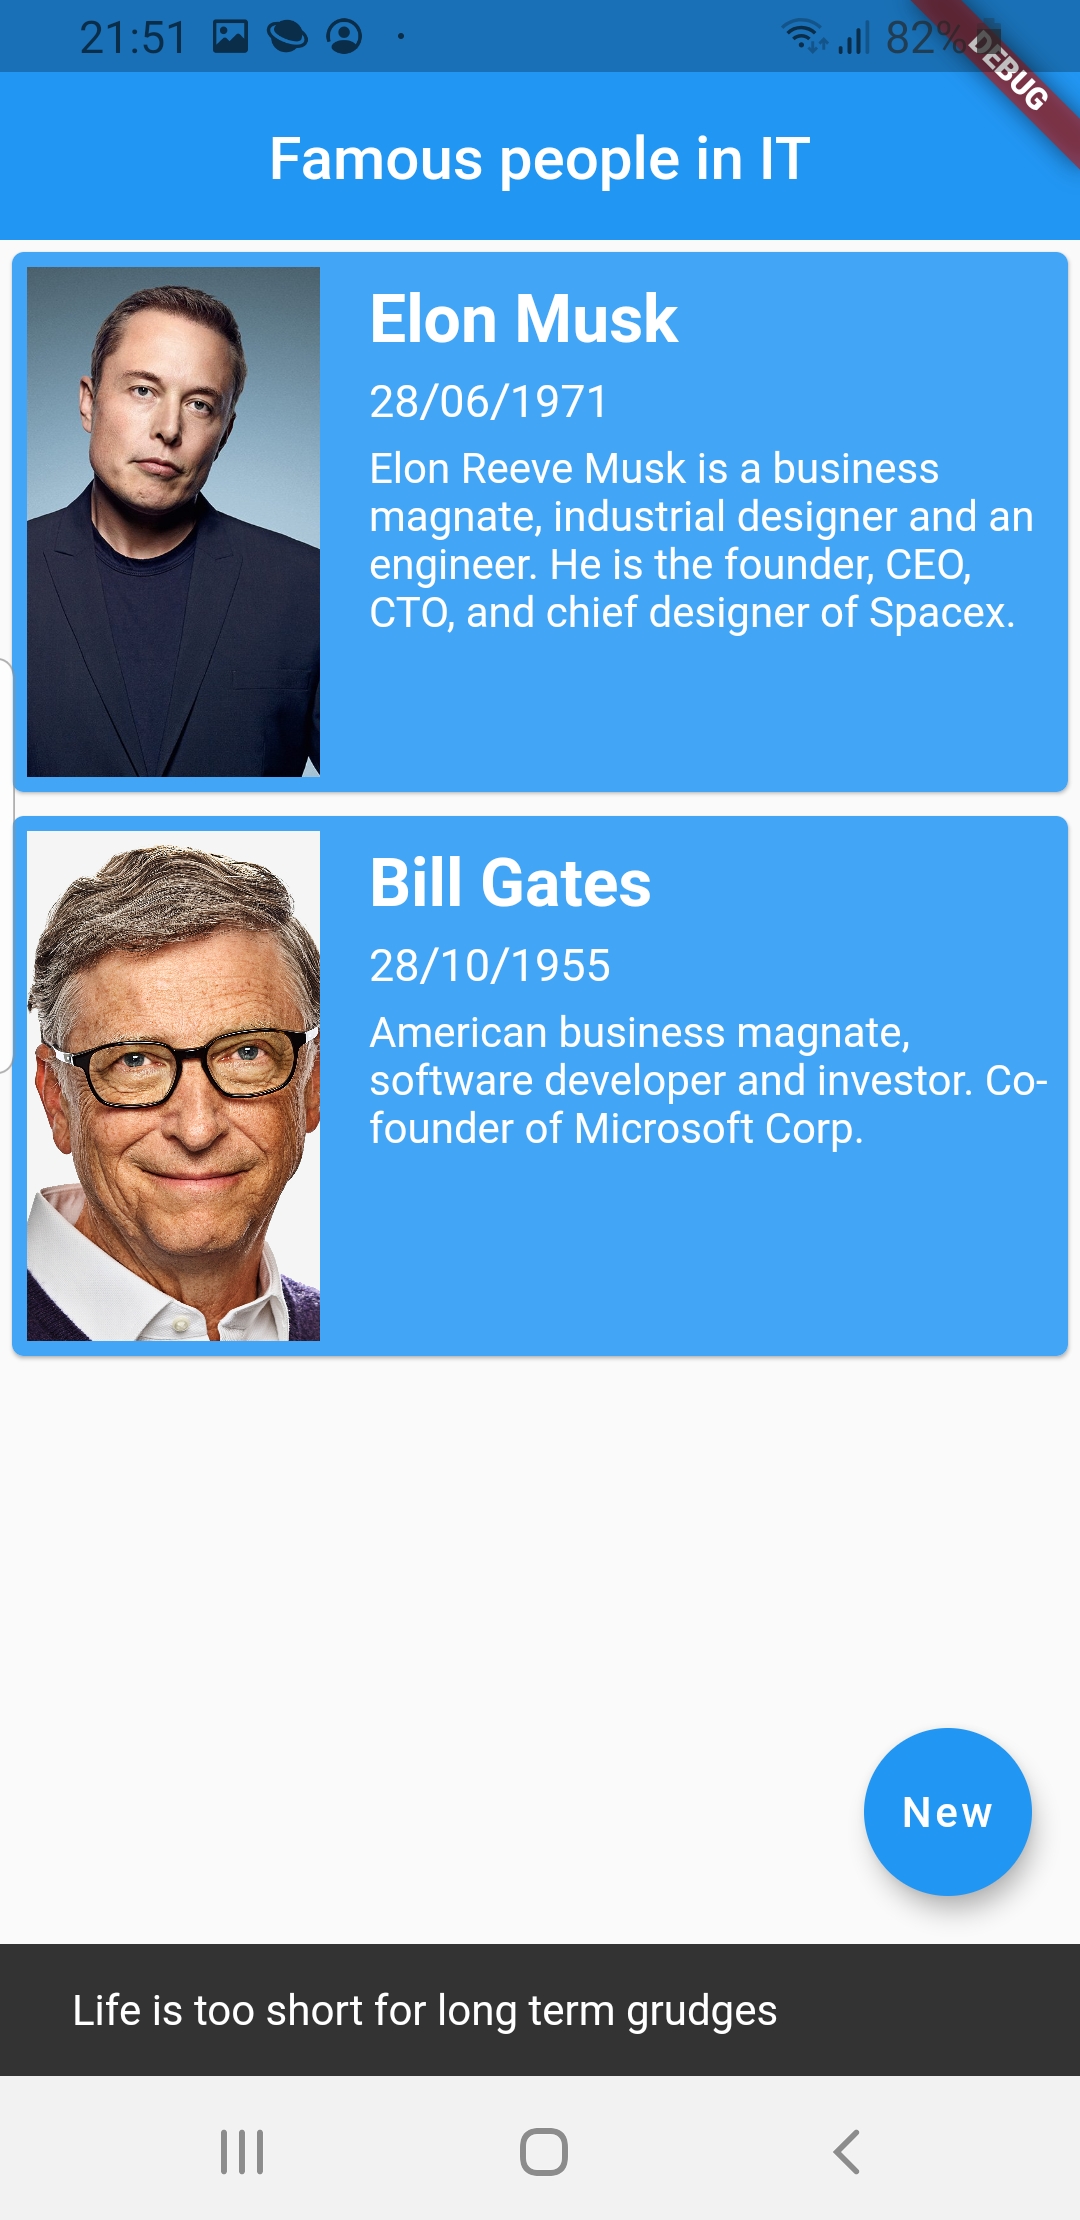 21:51
82%
DEBUG
Famous people in IT
Elon Musk
28/06/1971
Elon Reeve Musk is a business
magnate, industrial designer and an
engineer. He is the founder, CEO,
CTO, and chief designer of Spacex.
Bill Gates
28/10/1955
American business magnate,
software developer and investor. Co-
founder of Microsoft Corp.
New
Life is too short for long term grudges